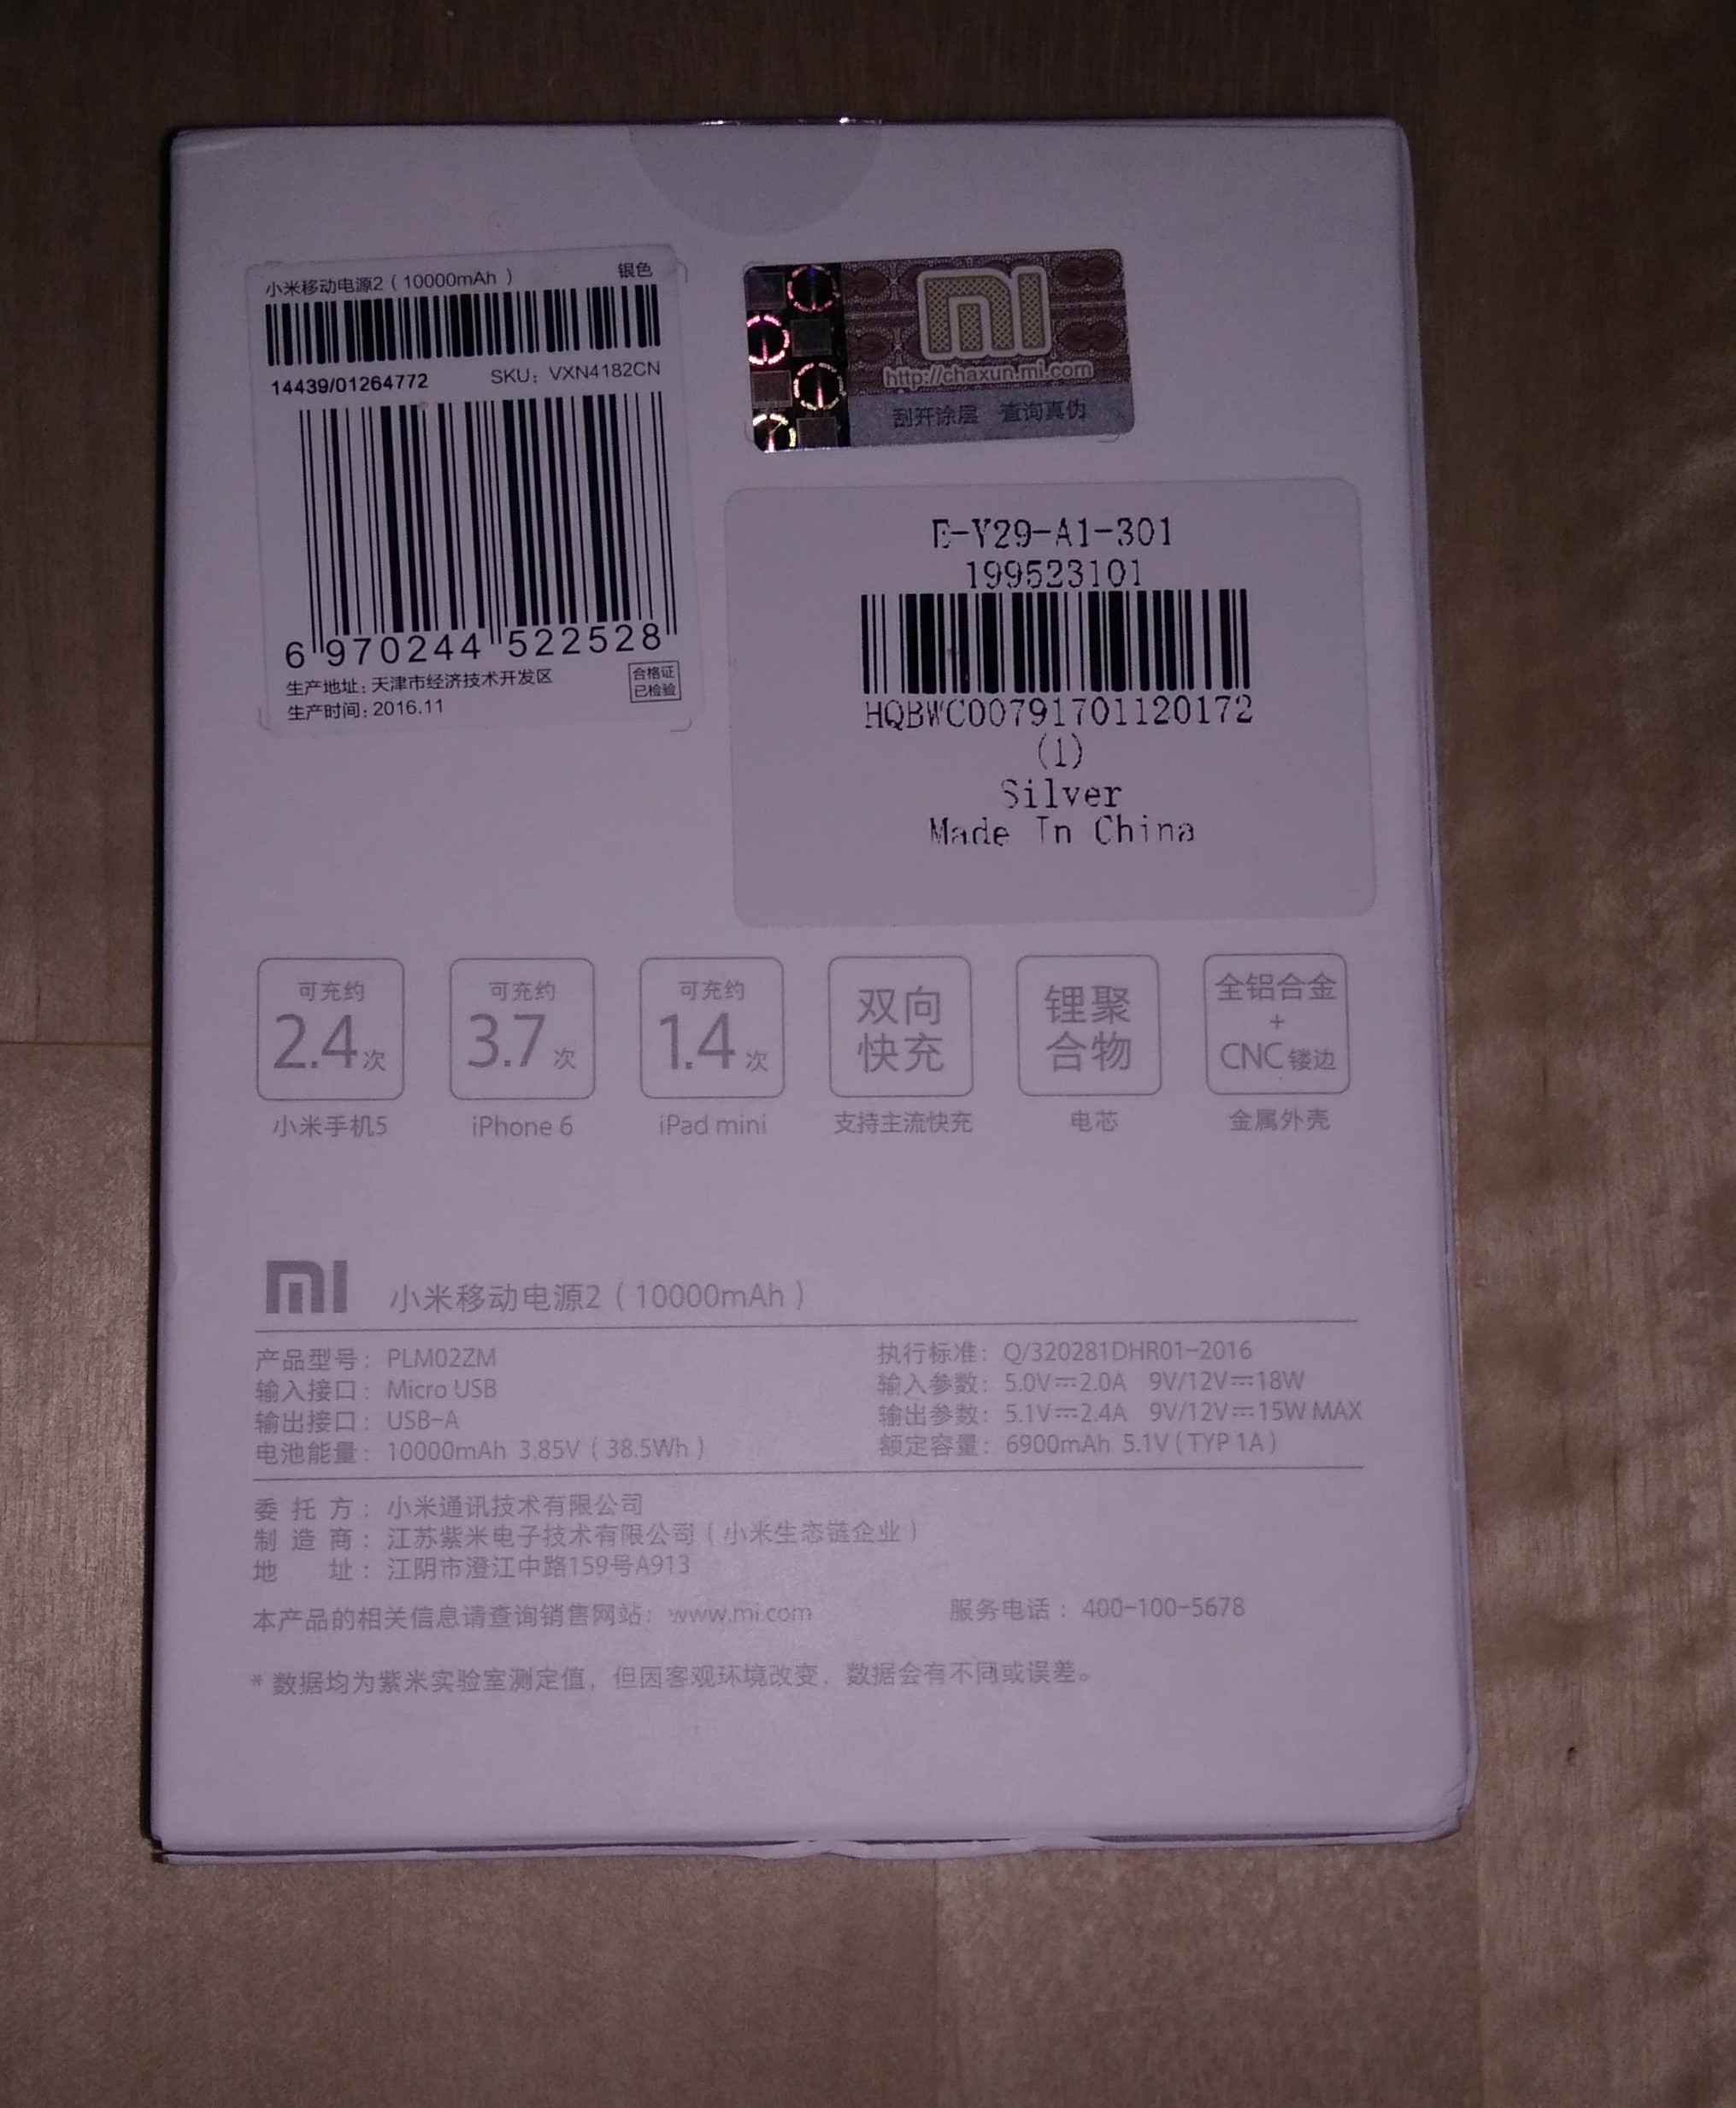 小米移动电源2（10000mAh） 银色
14439/01264772 SKU：VXN4182CN
6 970244 522528
生产地址：天津市经济技术开发区
生产时间：2016.11
合格证
已检验
mi
http://chaxun.mi.com
刮开涂层 查询真伪
E-Y29-A1-301
199523101
HQBWC00791701120172
(1)
Silver
Made In China
可充约
2.4次
小米手机5
可充约
3.7次
iPhone 6
可充约
1.4次
iPad mini
双向
快充
支持主流快充
锂聚
合物
电芯
全铝合金
+
CNC镂边
金属外壳
mi 小米移动电源2（10000mAh）
产品型号：PLM02ZM
输入接口：Micro USB
输出接口：USB-A
电池能量：10000mAh 3.85V（38.5Wh）
执行标准：Q/320281DHR01-2016
输入参数：5.0V⎓2.0A 9V/12V⎓18W
输出参数：5.1V⎓2.4A 9V/12V⎓15W MAX
额定容量：6900mAh 5.1V（TYP 1A）
委托方：小米通讯技术有限公司
制造商：江苏紫米电子技术有限公司（小米生态链企业）
地址：江阴市澄江中路159号A913
本产品的相关信息请查询销售网站：www.mi.com 服务电话：400-100-5678
* 数据均为紫米实验室测定值，但因客观环境改变，数据会有不同或误差。